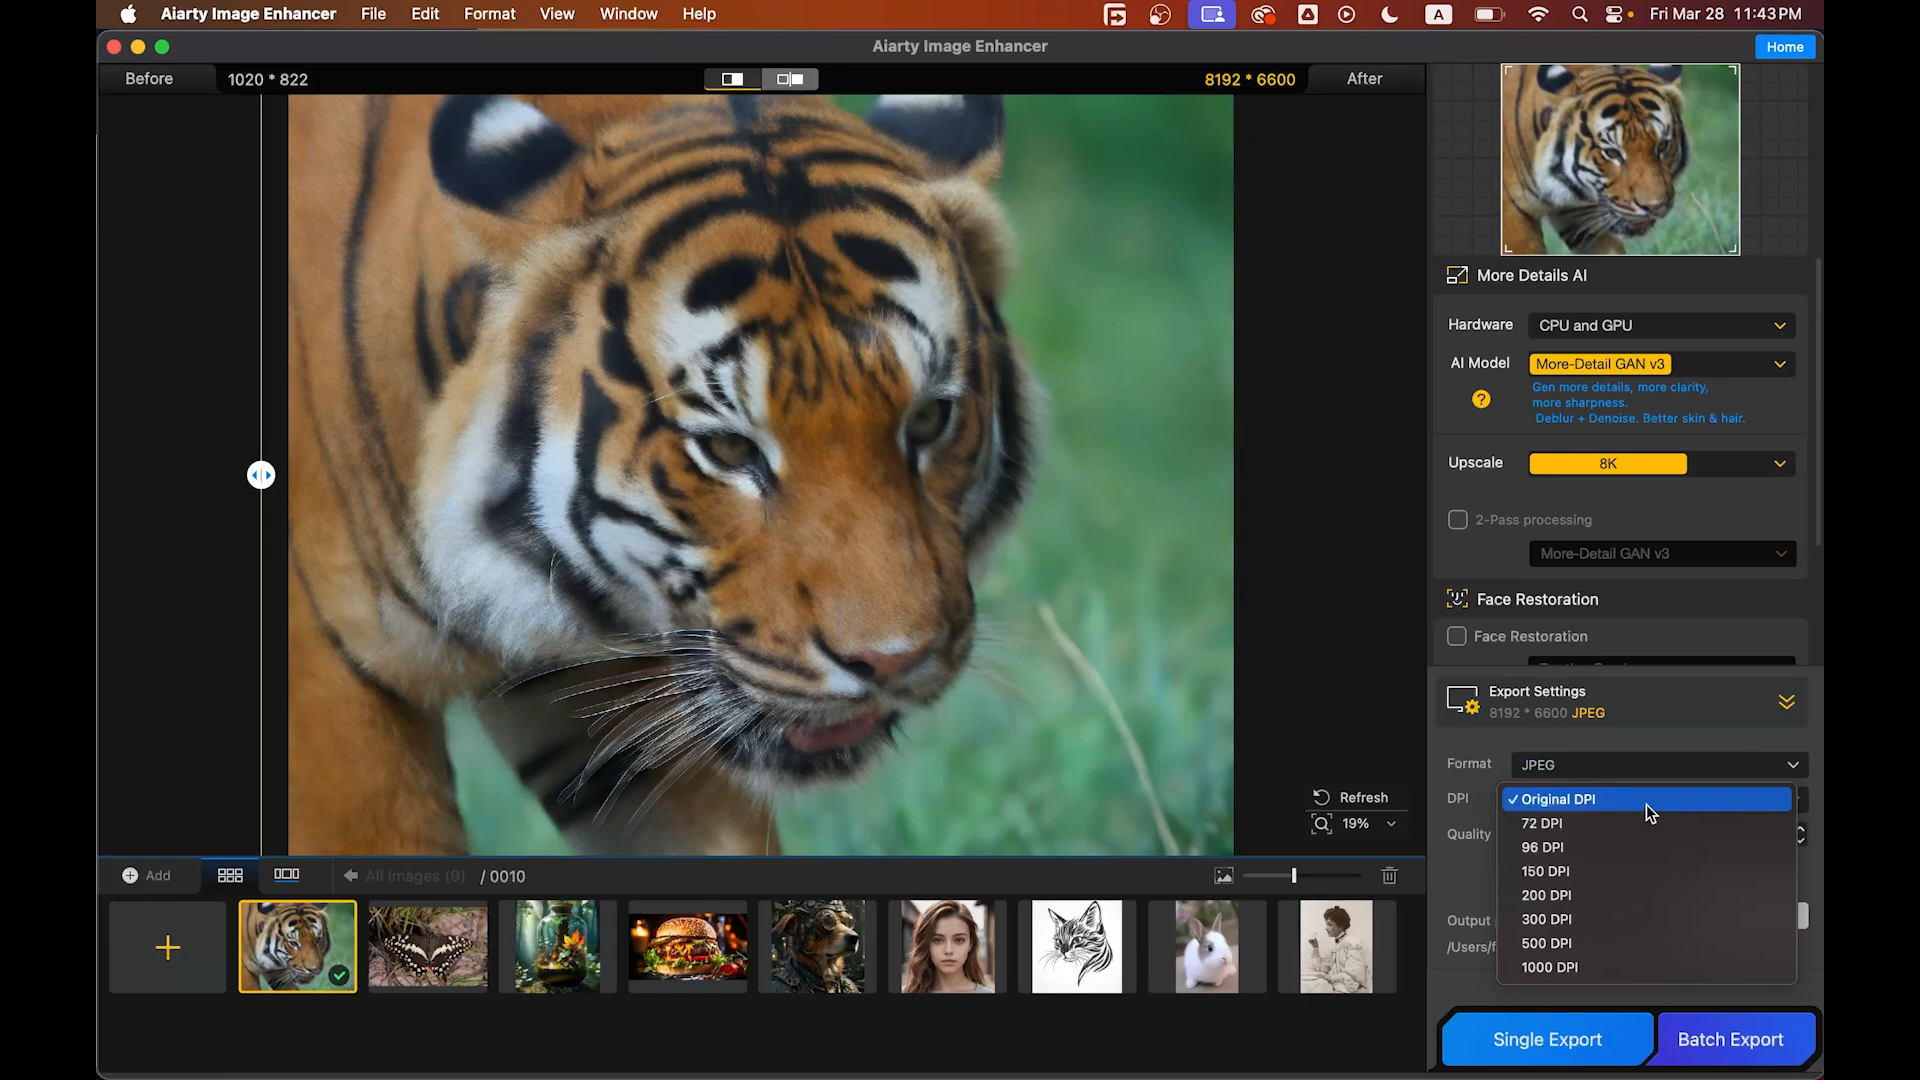 Aiarty Image Enhancer File Edit Format View Window Help A Fri Mar 28 11:43 PM
Aiarty Image Enhancer
Home
Before 1020 * 822 8192 * 6600 After
More Details AI
Hardware CPU and GPU
AI Model More-Detail GAN v3
? Gen more details, more clarity,
more sharpness.
Deblur + Denoise. Better skin & hair.
Upscale 8K
2-Pass processing
More-Detail GAN v3
Face Restoration
Face Restoration
Export Settings
8192 * 6600 JPEG
Format JPEG
DPI ✓ Original DPI
72 DPI
Quality
96 DPI
150 DPI
200 DPI
300 DPI
Output
500 DPI
/Users/f
1000 DPI
Refresh
19%
Add All Images (9) / 0010
Single Export Batch Export